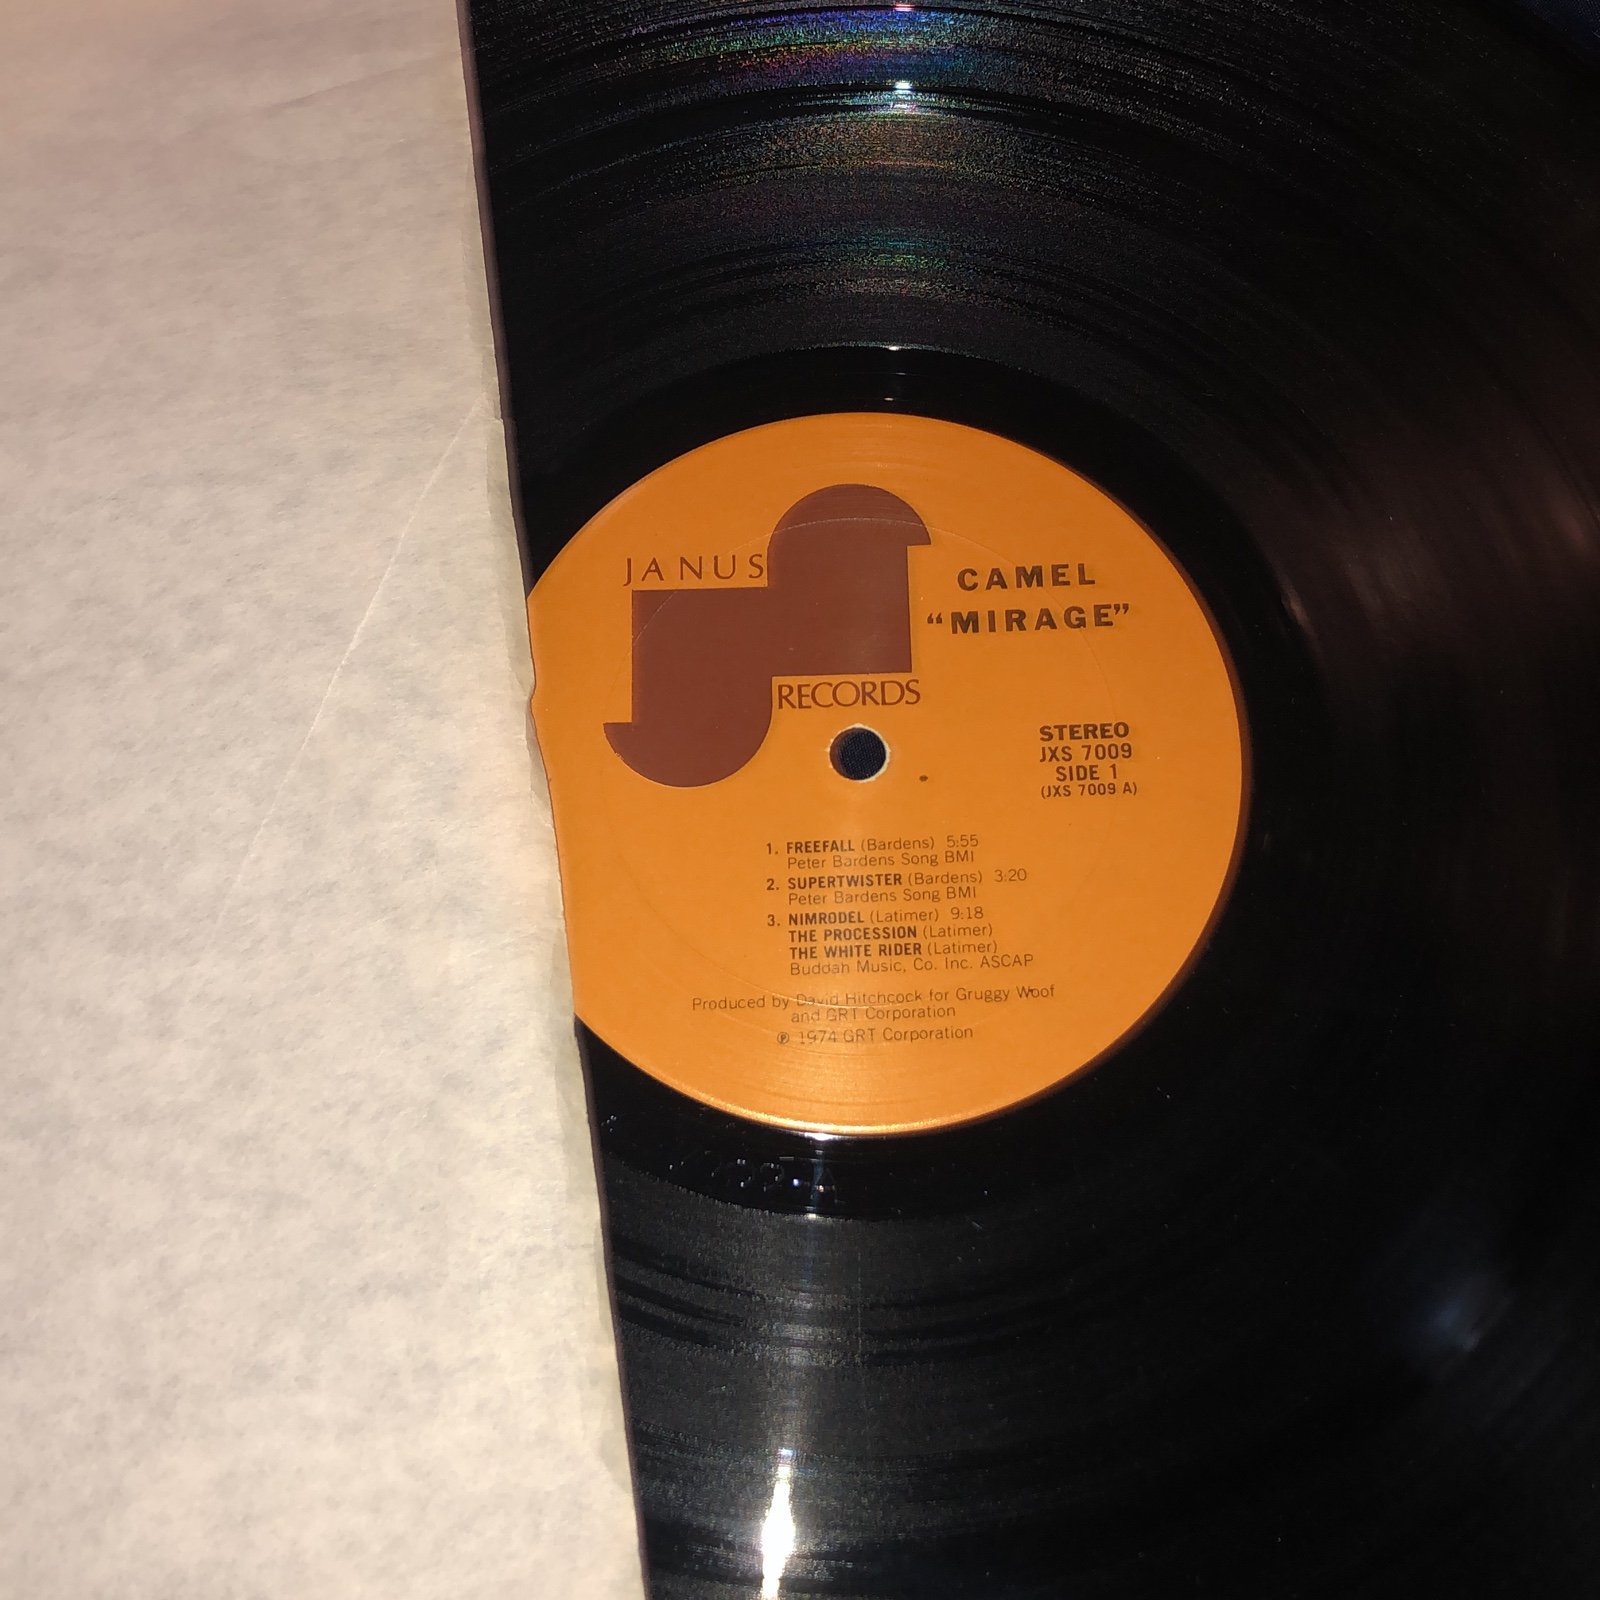 JANUS
RECORDS
CAMEL
“MIRAGE”
STEREO
JXS 7009
SIDE 1
(JXS 7009 A)
1. FREEFALL (Bardens) 5:55
Peter Bardens Song BMI
2. SUPERTWISTER (Bardens) 3:20
Peter Bardens Song BMI
3. NIMRODEL (Latimer) 9:18
THE PROCESSION (Latimer)
THE WHITE RIDER (Latimer)
Buddah Music, Co. Inc. ASCAP
Produced by David Hitchcock for Gruggy Woof
and GRT Corporation
℗ 1974 GRT Corporation